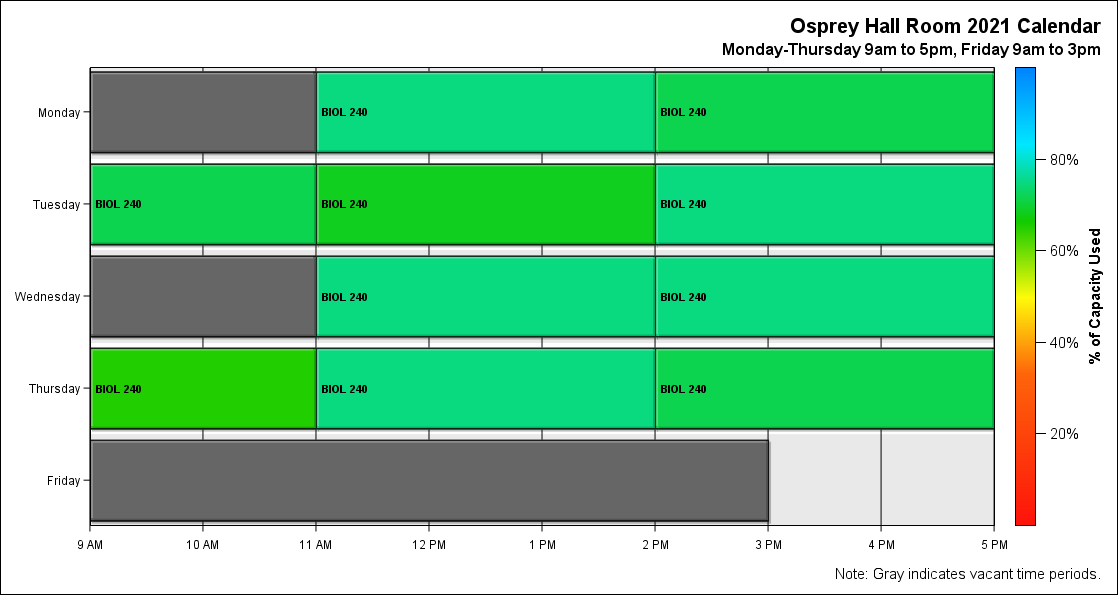 Osprey Hall Room 2021 Calendar
Monday-Thursday 9am to 5pm, Friday 9am to 3pm
Monday
BIOL 240
BIOL 240
Tuesday
BIOL 240
BIOL 240
BIOL 240
Wednesday
BIOL 240
BIOL 240
Thursday
BIOL 240
BIOL 240
BIOL 240
Friday
9 AM
10 AM
11 AM
12 PM
1 PM
2 PM
3 PM
4 PM
5 PM
80%
60%
40%
20%
% of Capacity Used
Note: Gray indicates vacant time periods.